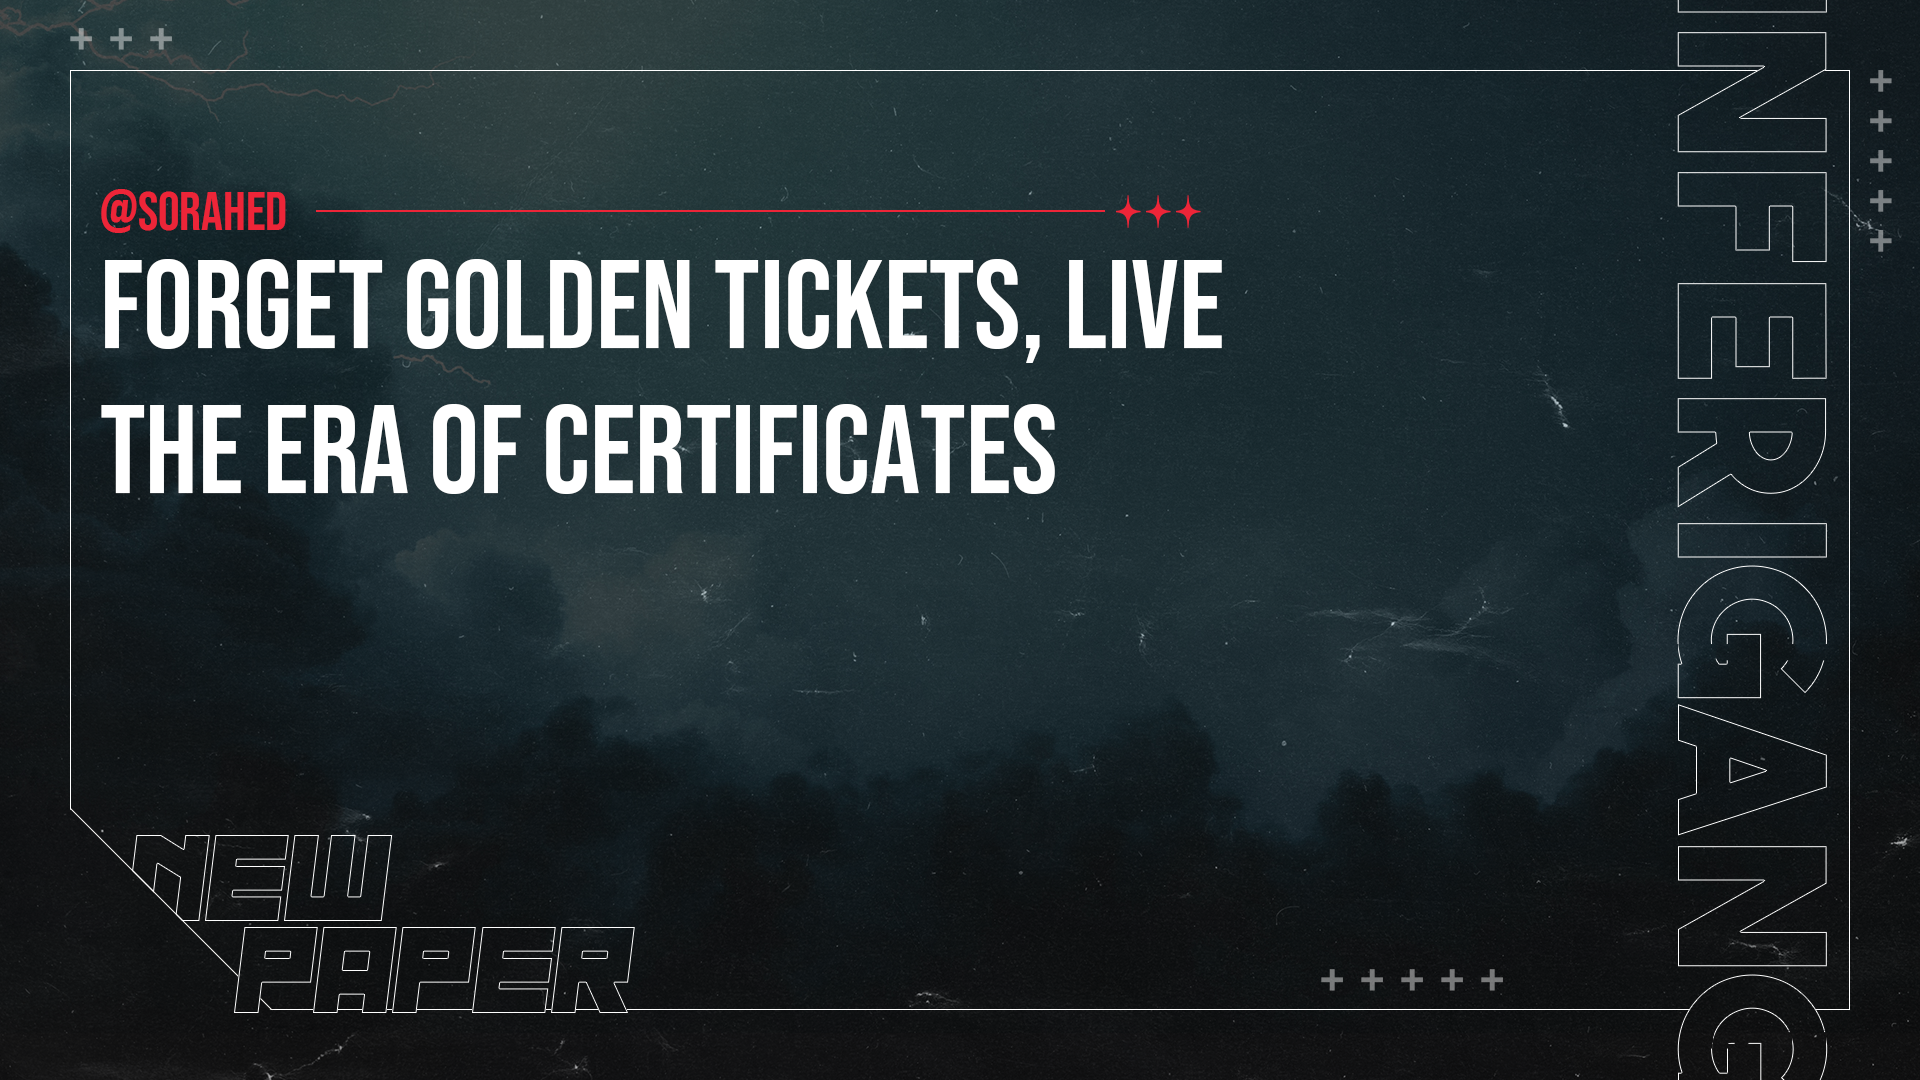 @SORAHED
FORGET GOLDEN TICKETS, LIVE
THE ERA OF CERTIFICATES
NEW
PAPER
INFERIGANG